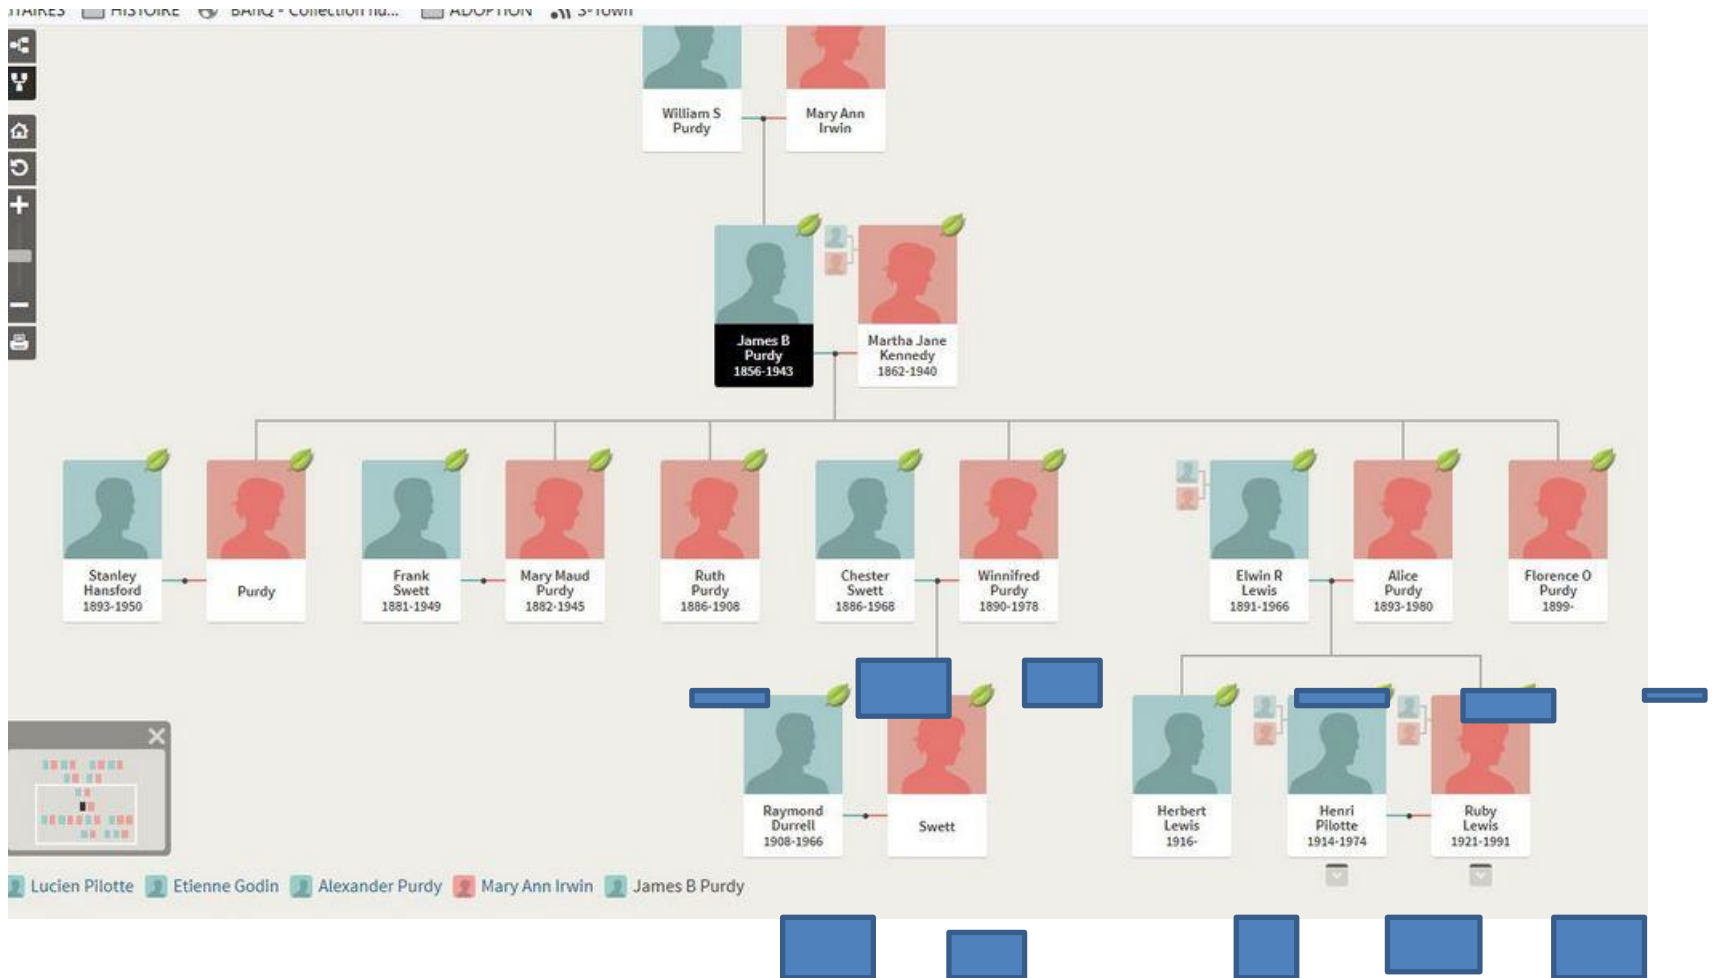 HISTOIRE BAnQ - Collection nu... ADOPTION S-Town
William S
Purdy
Mary Ann
Irwin
James B
Purdy
1856-1943
Martha Jane
Kennedy
1862-1940
Stanley
Hansford
1893-1950
Purdy
Frank
Swett
1881-1949
Mary Maud
Purdy
1882-1945
Ruth
Purdy
1886-1908
Chester
Swett
1886-1968
Winnifred
Purdy
1890-1978
Elwin R
Lewis
1891-1966
Alice
Purdy
1893-1980
Florence O
Purdy
1899-
Raymond
Durrell
1908-1966
Swett
Herbert
Lewis
1916-
Henri
Pilotte
1914-1974
Ruby
Lewis
1921-1991
Lucien Pilotte Etienne Godin Alexander Purdy Mary Ann Irwin James B Purdy